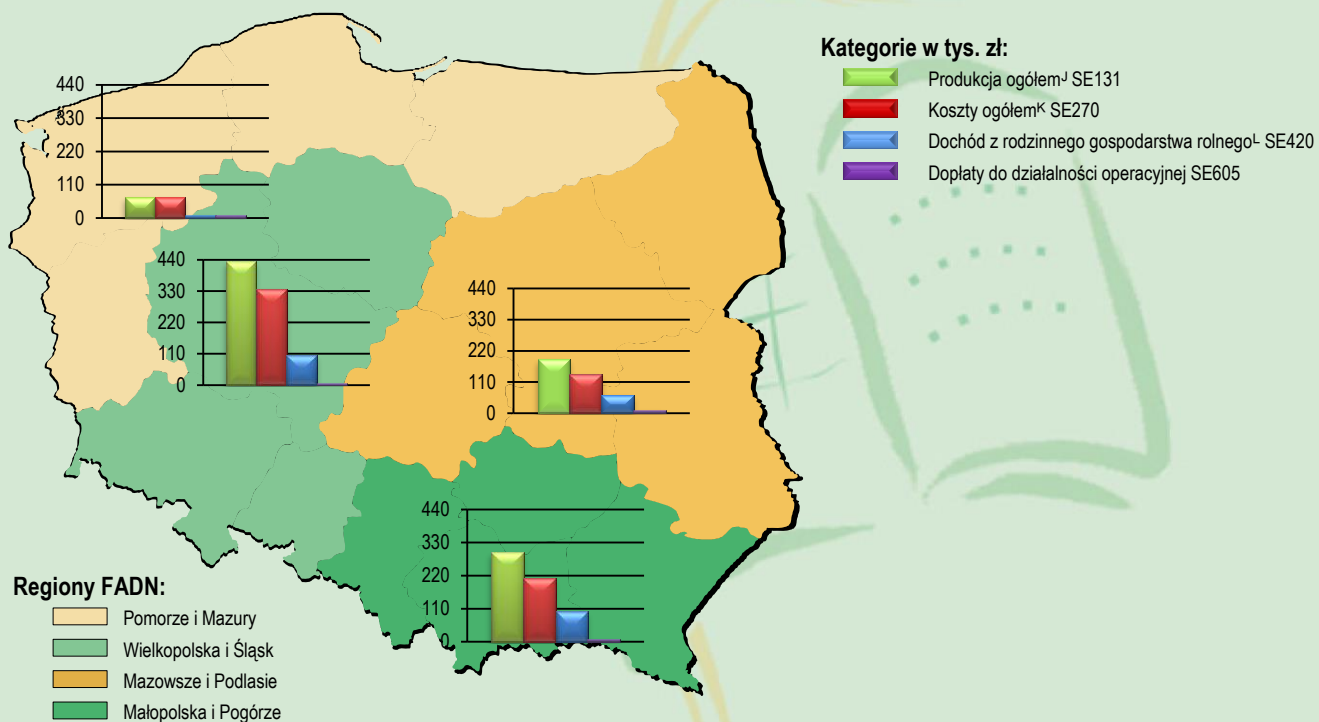 Kategorie w tys. zł:
Produkcja ogółemᴶ SE131
Koszty ogółemᴷ SE270
Dochód z rodzinnego gospodarstwa rolnegoᴸ SE420
Dopłaty do działalności operacyjnej SE605
440
330
220
110
0
440
330
220
110
0
440
330
220
110
0
440
330
220
110
0
Regiony FADN:
Pomorze i Mazury
Wielkopolska i Śląsk
Mazowsze i Podlasie
Małopolska i Pogórze